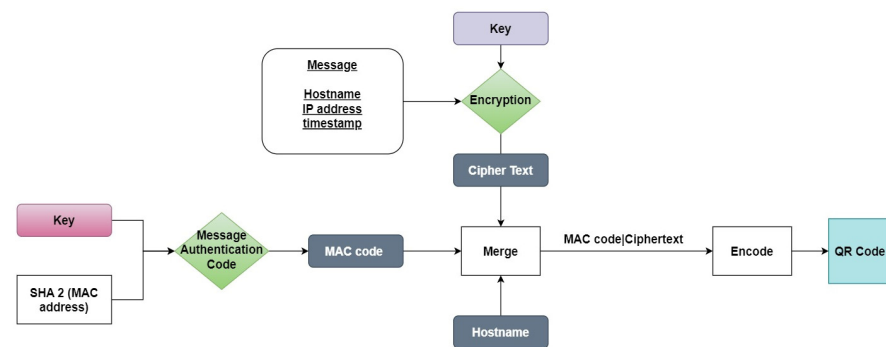 Key
Message
Hostname
IP address
timestamp
Encryption
Cipher Text
Key
Message
Authentication
Code
MAC code
Merge
MAC code|Ciphertext
Encode
QR Code
SHA 2 (MAC
address)
Hostname